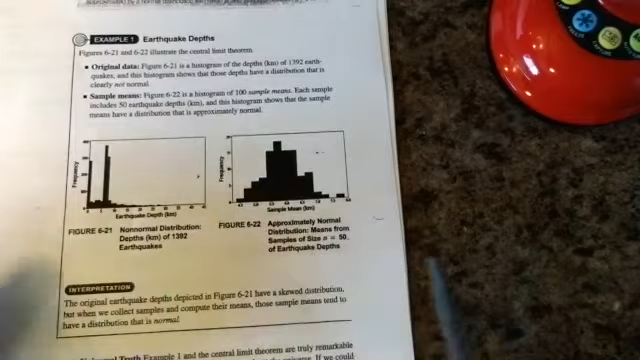 EXAMPLE 1 Earthquake Depths
Figures 6-21 and 6-22 illustrate the central limit theorem.
Original data: Figure 6-21 is a histogram of the depths (km) of 1392 earth-
quakes, and this histogram shows that those depths have a distribution that is
clearly not normal.
Sample means: Figure 6-22 is a histogram of 100 sample means. Each sample
includes 50 earthquake depths (km), and this histogram shows that the sample
means have a distribution that is approximately normal.
Frequency
Earthquake Depth (km)
Frequency
Sample Mean (km)
FIGURE 6-21 Nonnormal Distribution:
Depths (km) of 1392
Earthquakes
FIGURE 6-22 Approximately Normal
Distribution: Means from
Samples of Size n = 50,
of Earthquake Depths
INTERPRETATION
The original earthquake depths depicted in Figure 6-21 have a skewed distribution,
but when we collect samples and compute their means, those sample means tend to
have a distribution that is normal.
Truth Example 1 and the central limit theorem are truly remarkable
If we could